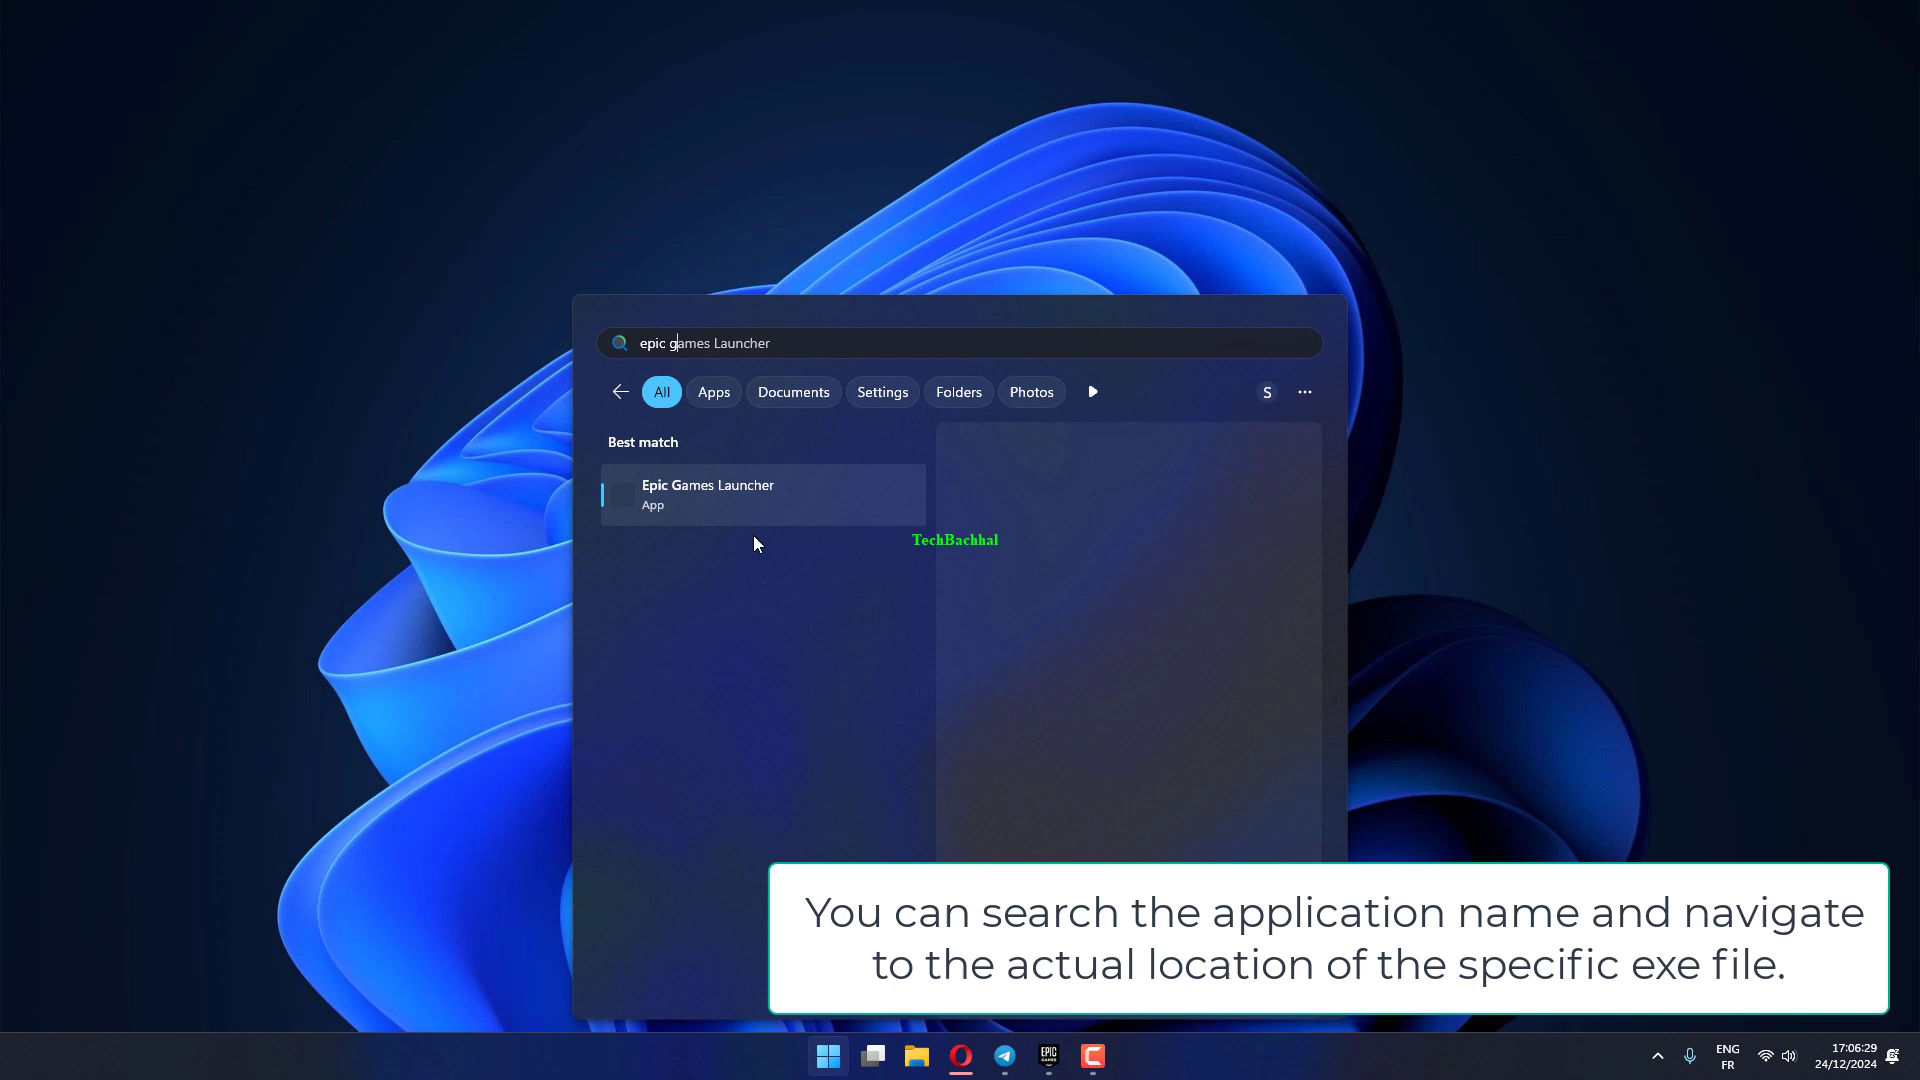 epic games Launcher
All Apps Documents Settings Folders Photos S
Best match
Epic Games Launcher
App
TechBachhal
You can search the application name and navigate
to the actual location of the specific exe file.
EPIC
GAMES
ENG
FR
17:06:29
24/12/2024